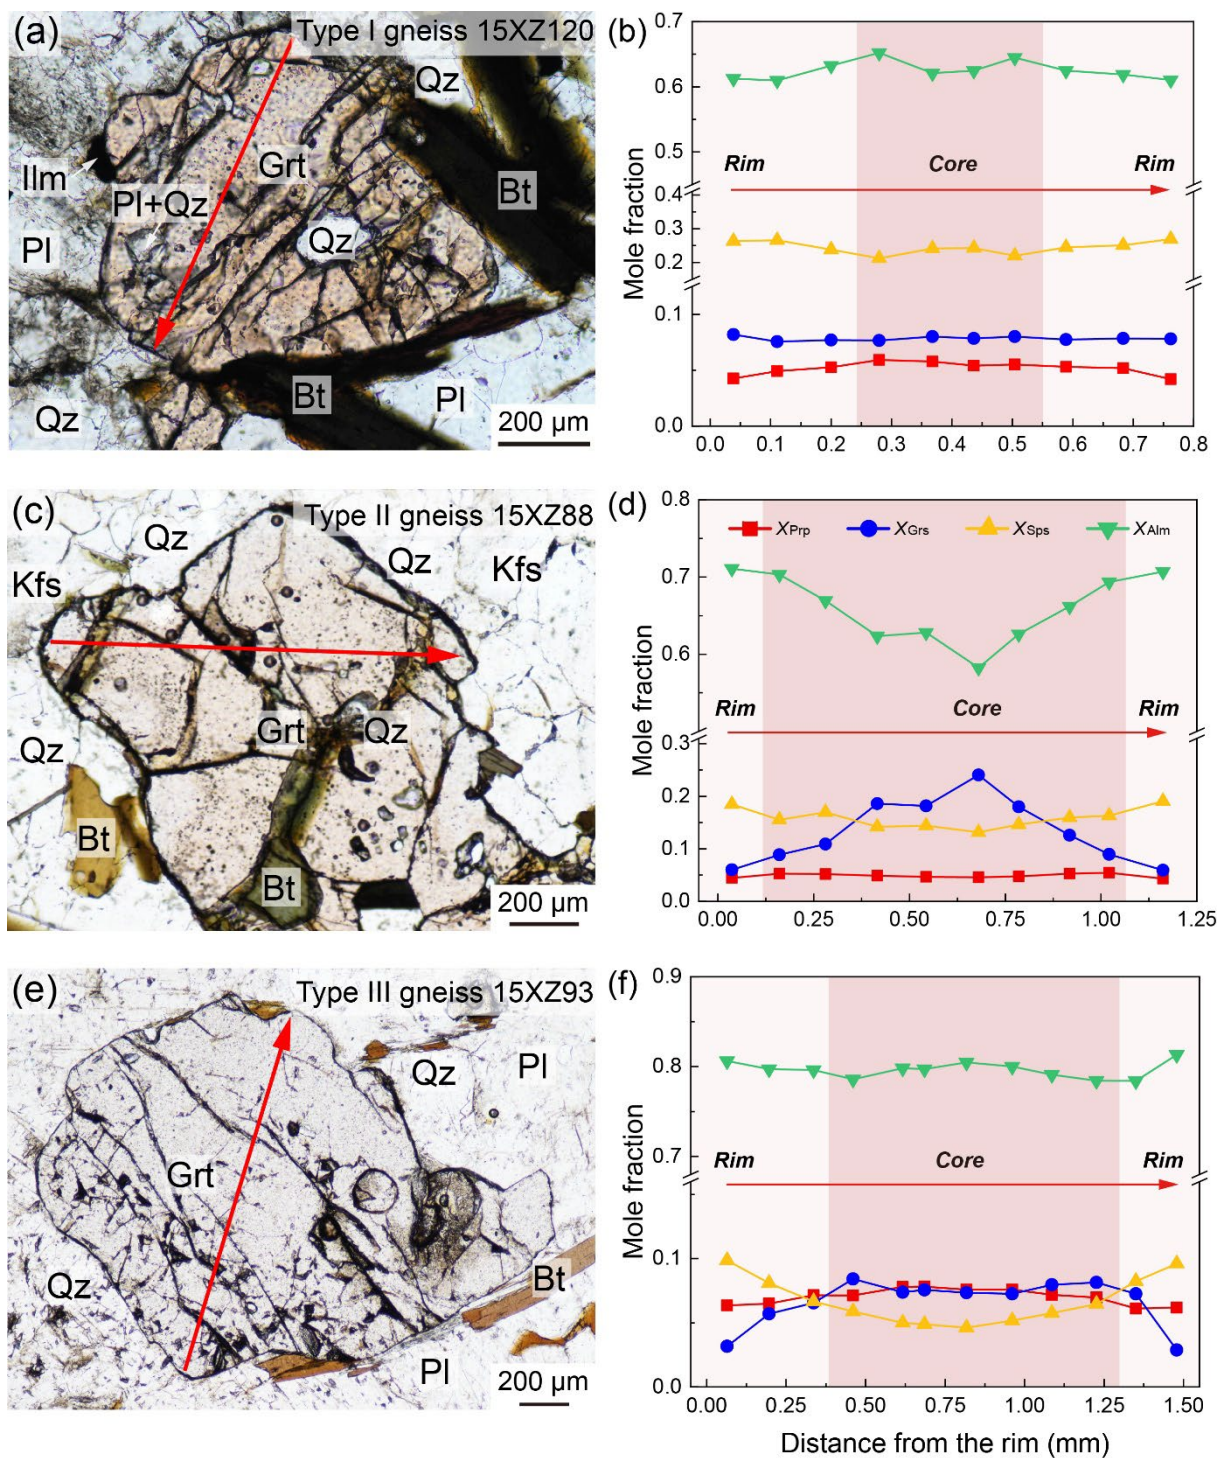 (a)
Type I gneiss 15XZ120
Qz
Grt
Ilm
Pl+Qz
Bt
Pl
Qz
Bt
Pl
Qz
200 µm
(b)
0.7
0.6
0.5
0.4
0.3
0.2
0.1
0.0
Mole fraction
Rim
Core
Rim
0.0 0.1 0.2 0.3 0.4 0.5 0.6 0.7 0.8
(c)
Type II gneiss 15XZ88
Qz
Qz
Kfs
Kfs
Grt
Qz
Qz
Bt
Bt
200 µm
(d)
0.8
0.7
0.6
0.3
0.2
0.1
0.0
Mole fraction
XPrp XGrs XSps XAlm
Rim
Core
Rim
0.00 0.25 0.50 0.75 1.00 1.25
(e)
Type III gneiss 15XZ93
Qz
Pl
Grt
Qz
Bt
Pl
200 µm
(f)
0.9
0.8
0.7
0.1
0.0
Mole fraction
Rim
Core
Rim
0.00 0.25 0.50 0.75 1.00 1.25 1.50
Distance from the rim (mm)